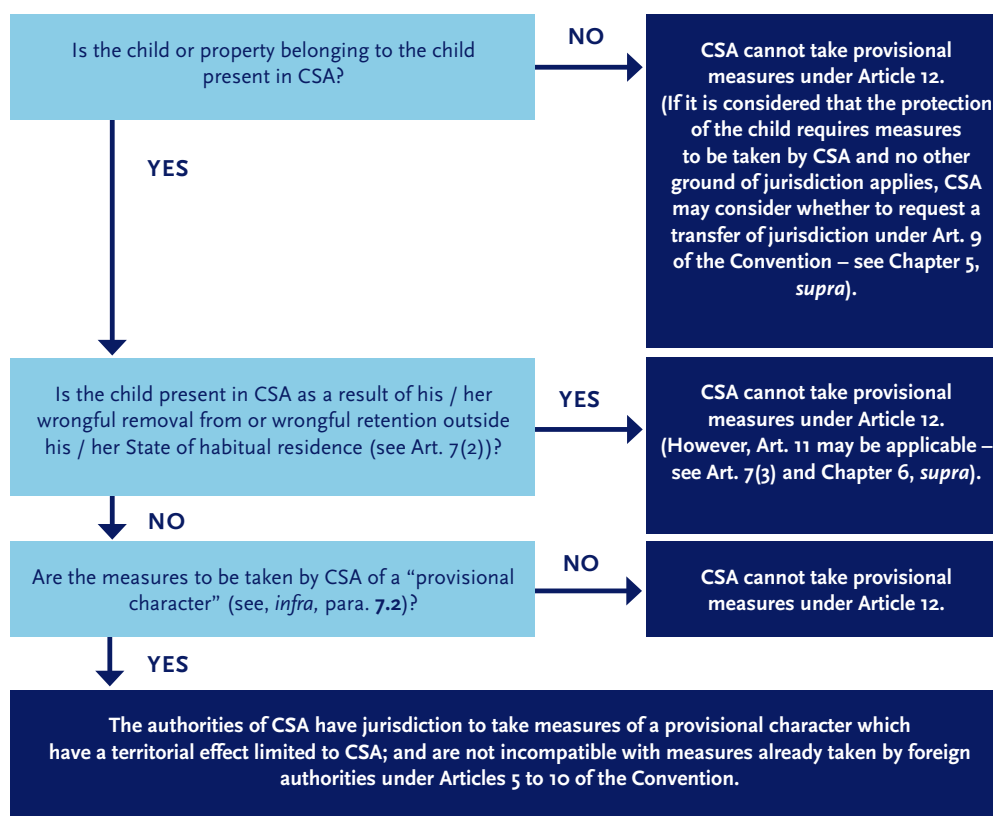 Is the child or property belonging to the child
present in CSA?
NO
CSA cannot take provisional
measures under Article 12.
(If it is considered that the protection
of the child requires measures
to be taken by CSA and no other
ground of jurisdiction applies, CSA
may consider whether to request a
transfer of jurisdiction under Art. 9
of the Convention – see Chapter 5,
supra).
YES
Is the child present in CSA as a result of his / her
wrongful removal from or wrongful retention outside
his / her State of habitual residence (see Art. 7(2))?
YES
CSA cannot take provisional
measures under Article 12.
(However, Art. 11 may be applicable –
see Art. 7(3) and Chapter 6, supra).
NO
Are the measures to be taken by CSA of a “provisional
character” (see, infra, para. 7.2)?
NO
CSA cannot take provisional
measures under Article 12.
YES
The authorities of CSA have jurisdiction to take measures of a provisional character which
have a territorial effect limited to CSA; and are not incompatible with measures already taken by foreign
authorities under Articles 5 to 10 of the Convention.